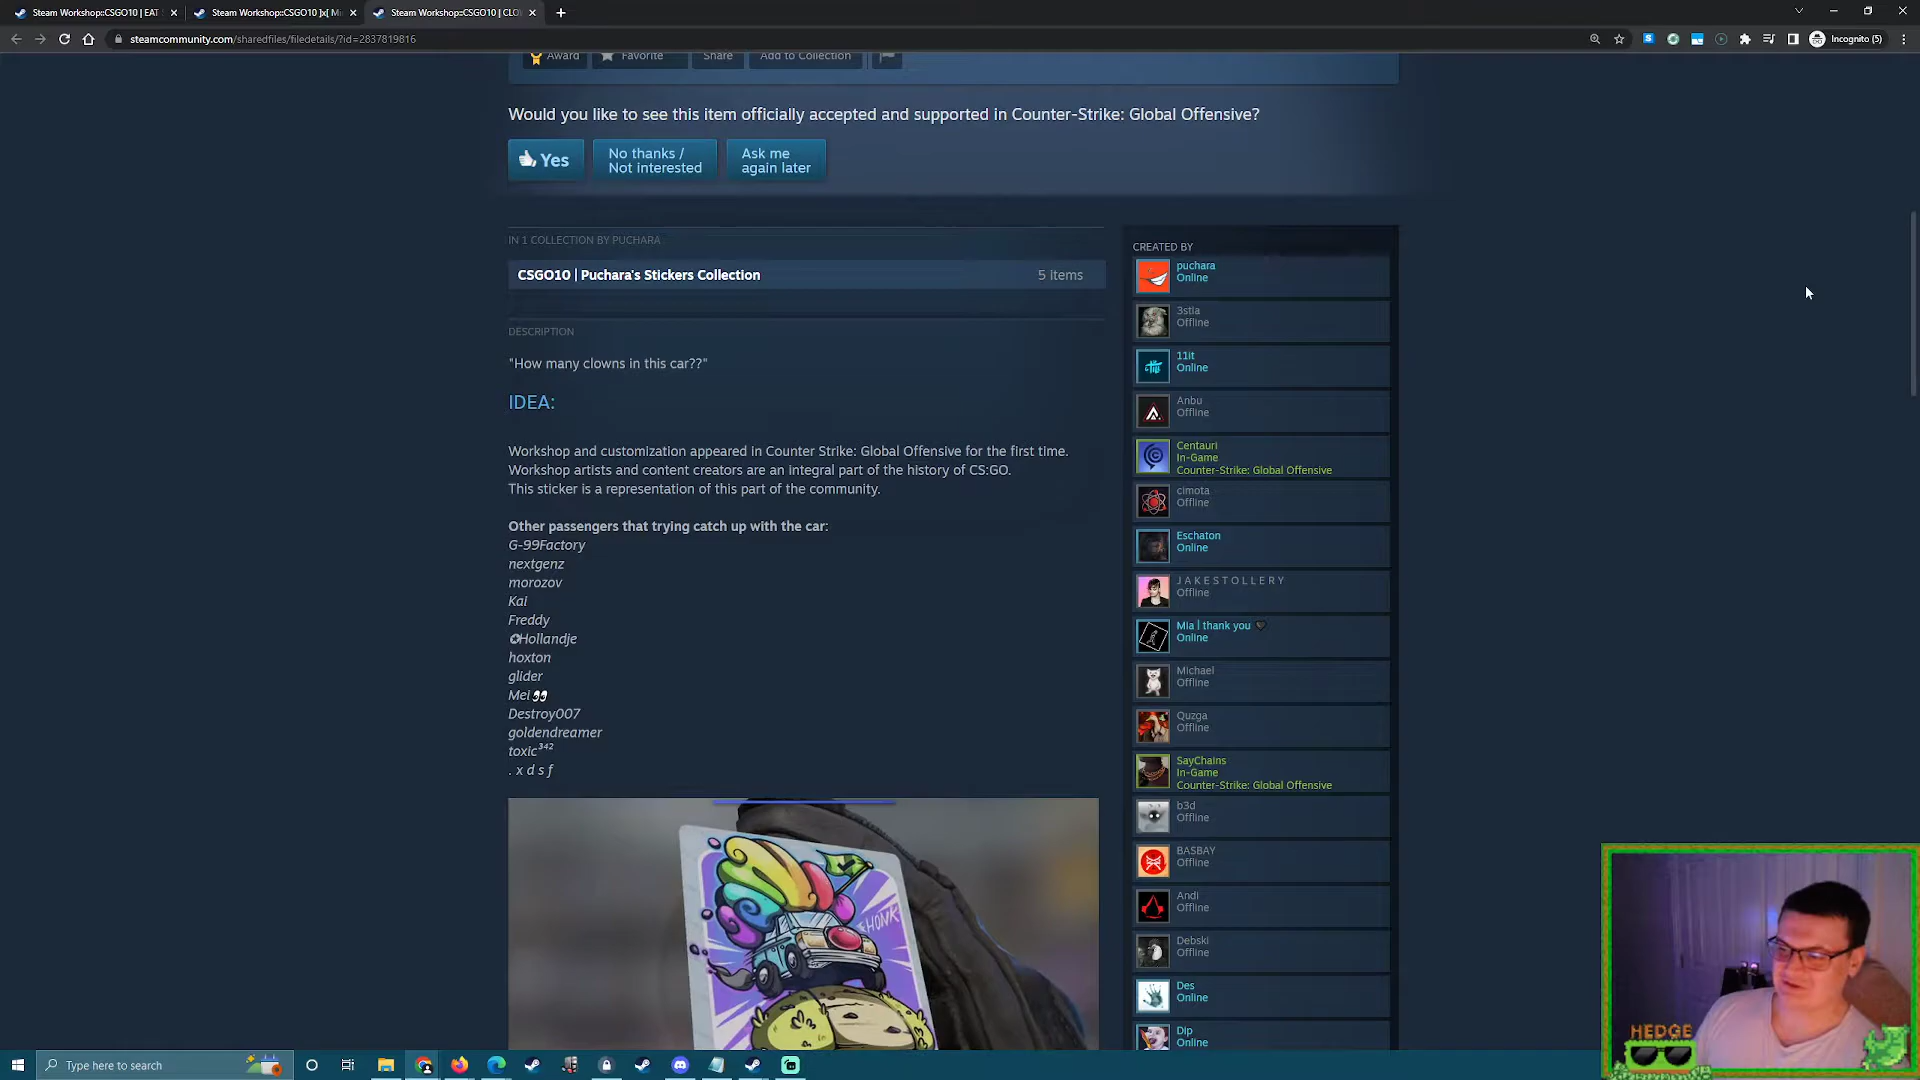 Steam Workshop::CSGO10 | EAT
Steam Workshop::CSGO10 ]x[ M
Steam Workshop::CSGO10 | CLO
steamcommunity.com/sharedfiles/filedetails/?id=2837819816
Incognito (5)
Award
Favorite
Share
Add to Collection
Would you like to see this item officially accepted and supported in Counter-Strike: Global Offensive?
Yes
No thanks /
Not interested
Ask me
again later
IN 1 COLLECTION BY PUCHARA
CSGO10 | Puchara's Stickers Collection
5 items
DESCRIPTION
"How many clowns in this car??"
IDEA:
Workshop and customization appeared in Counter Strike: Global Offensive for the first time.
Workshop artists and content creators are an integral part of the history of CS:GO.
This sticker is a representation of this part of the community.
Other passengers that trying catch up with the car:
G-99Factory
nextgenz
morozov
Kai
Freddy
✪Hollandje
hoxton
glider
Mei👀
Destroy007
goldendreamer
toxic³⁴²
. x d s f
HONK
CREATED BY
puchara
Online
3stia
Offline
11it
Online
Anbu
Offline
Centauri
In-Game
Counter-Strike: Global Offensive
cimota
Offline
Eschaton
Online
J A K E S T O L L E R Y
Offline
Mia | thank you 🖤
Online
Michael
Offline
Quzga
Offline
SayChains
In-Game
Counter-Strike: Global Offensive
b3d
Offline
BASBAY
Offline
Andi
Offline
Debski
Offline
Des
Online
Dip
Online
HEDGE
Type here to search